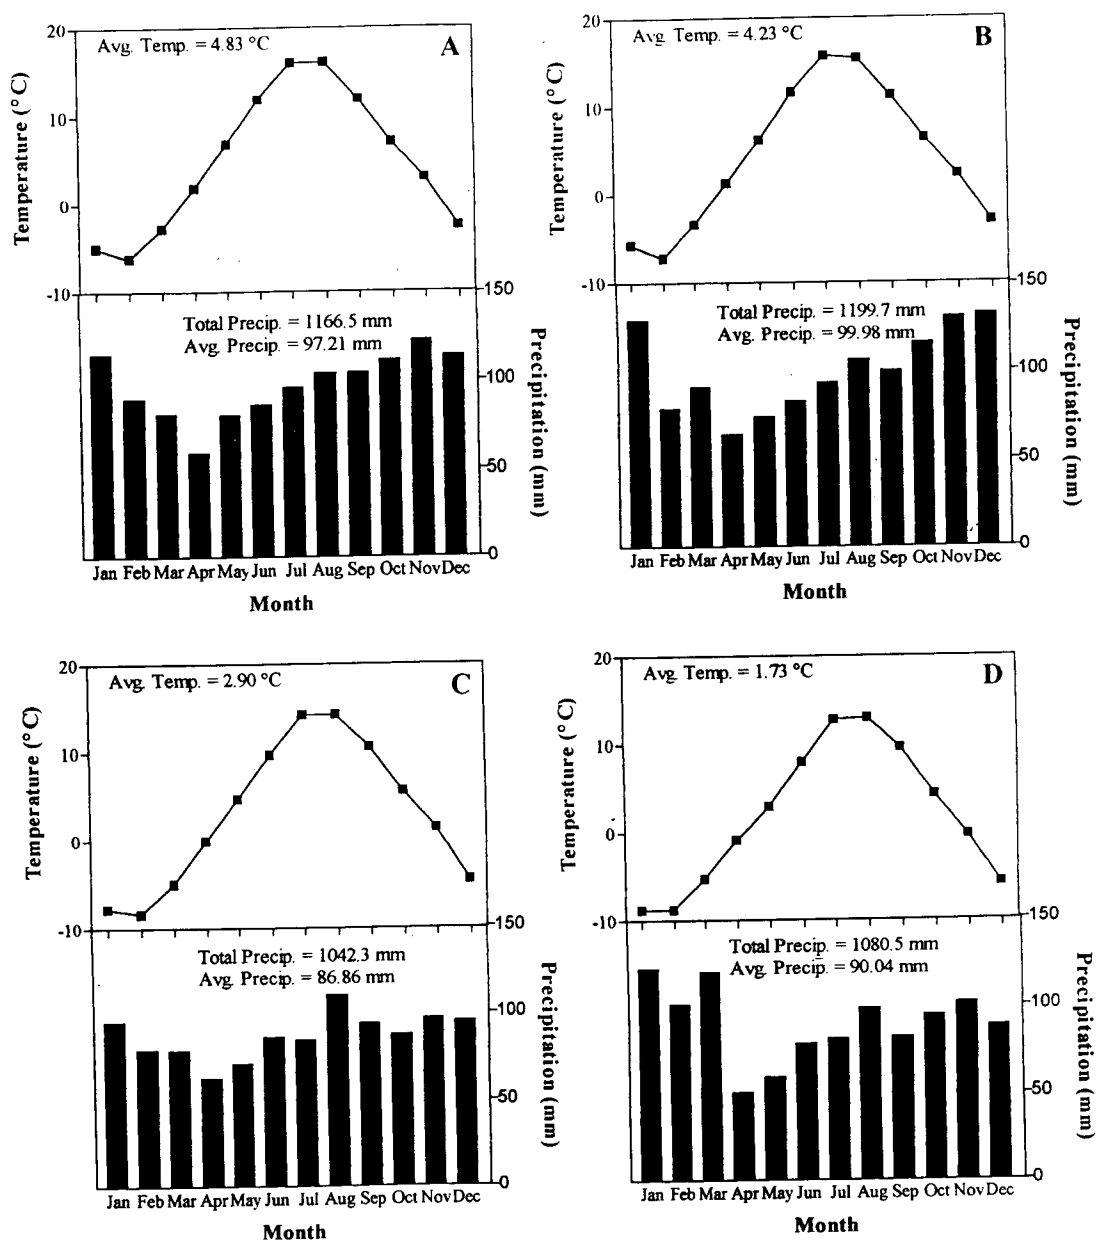 20
10
0
-10
Temperature (°C)
Avg. Temp. = 4.83 °C
A
Total Precip. = 1166.5 mm
Avg. Precip. = 97.21 mm
150
100
50
0
Precipitation (mm)
Jan Feb Mar Apr May Jun Jul Aug Sep Oct Nov Dec
Month
20
10
0
-10
Temperature (°C)
Avg. Temp. = 4.23 °C
B
Total Precip. = 1199.7 mm
Avg. Precip. = 99.98 mm
150
100
50
0
Precipitation (mm)
Jan Feb Mar Apr May Jun Jul Aug Sep Oct Nov Dec
Month
20
10
0
-10
Temperature (°C)
Avg. Temp. = 2.90 °C
C
Total Precip. = 1042.3 mm
Avg. Precip. = 86.86 mm
150
100
50
0
Precipitation (mm)
Jan Feb Mar Apr May Jun Jul Aug Sep Oct Nov Dec
Month
20
10
0
-10
Temperature (°C)
Avg. Temp. = 1.73 °C
D
Total Precip. = 1080.5 mm
Avg. Precip. = 90.04 mm
150
100
50
0
Precipitation (mm)
Jan Feb Mar Apr May Jun Jul Aug Sep Oct Nov Dec
Month